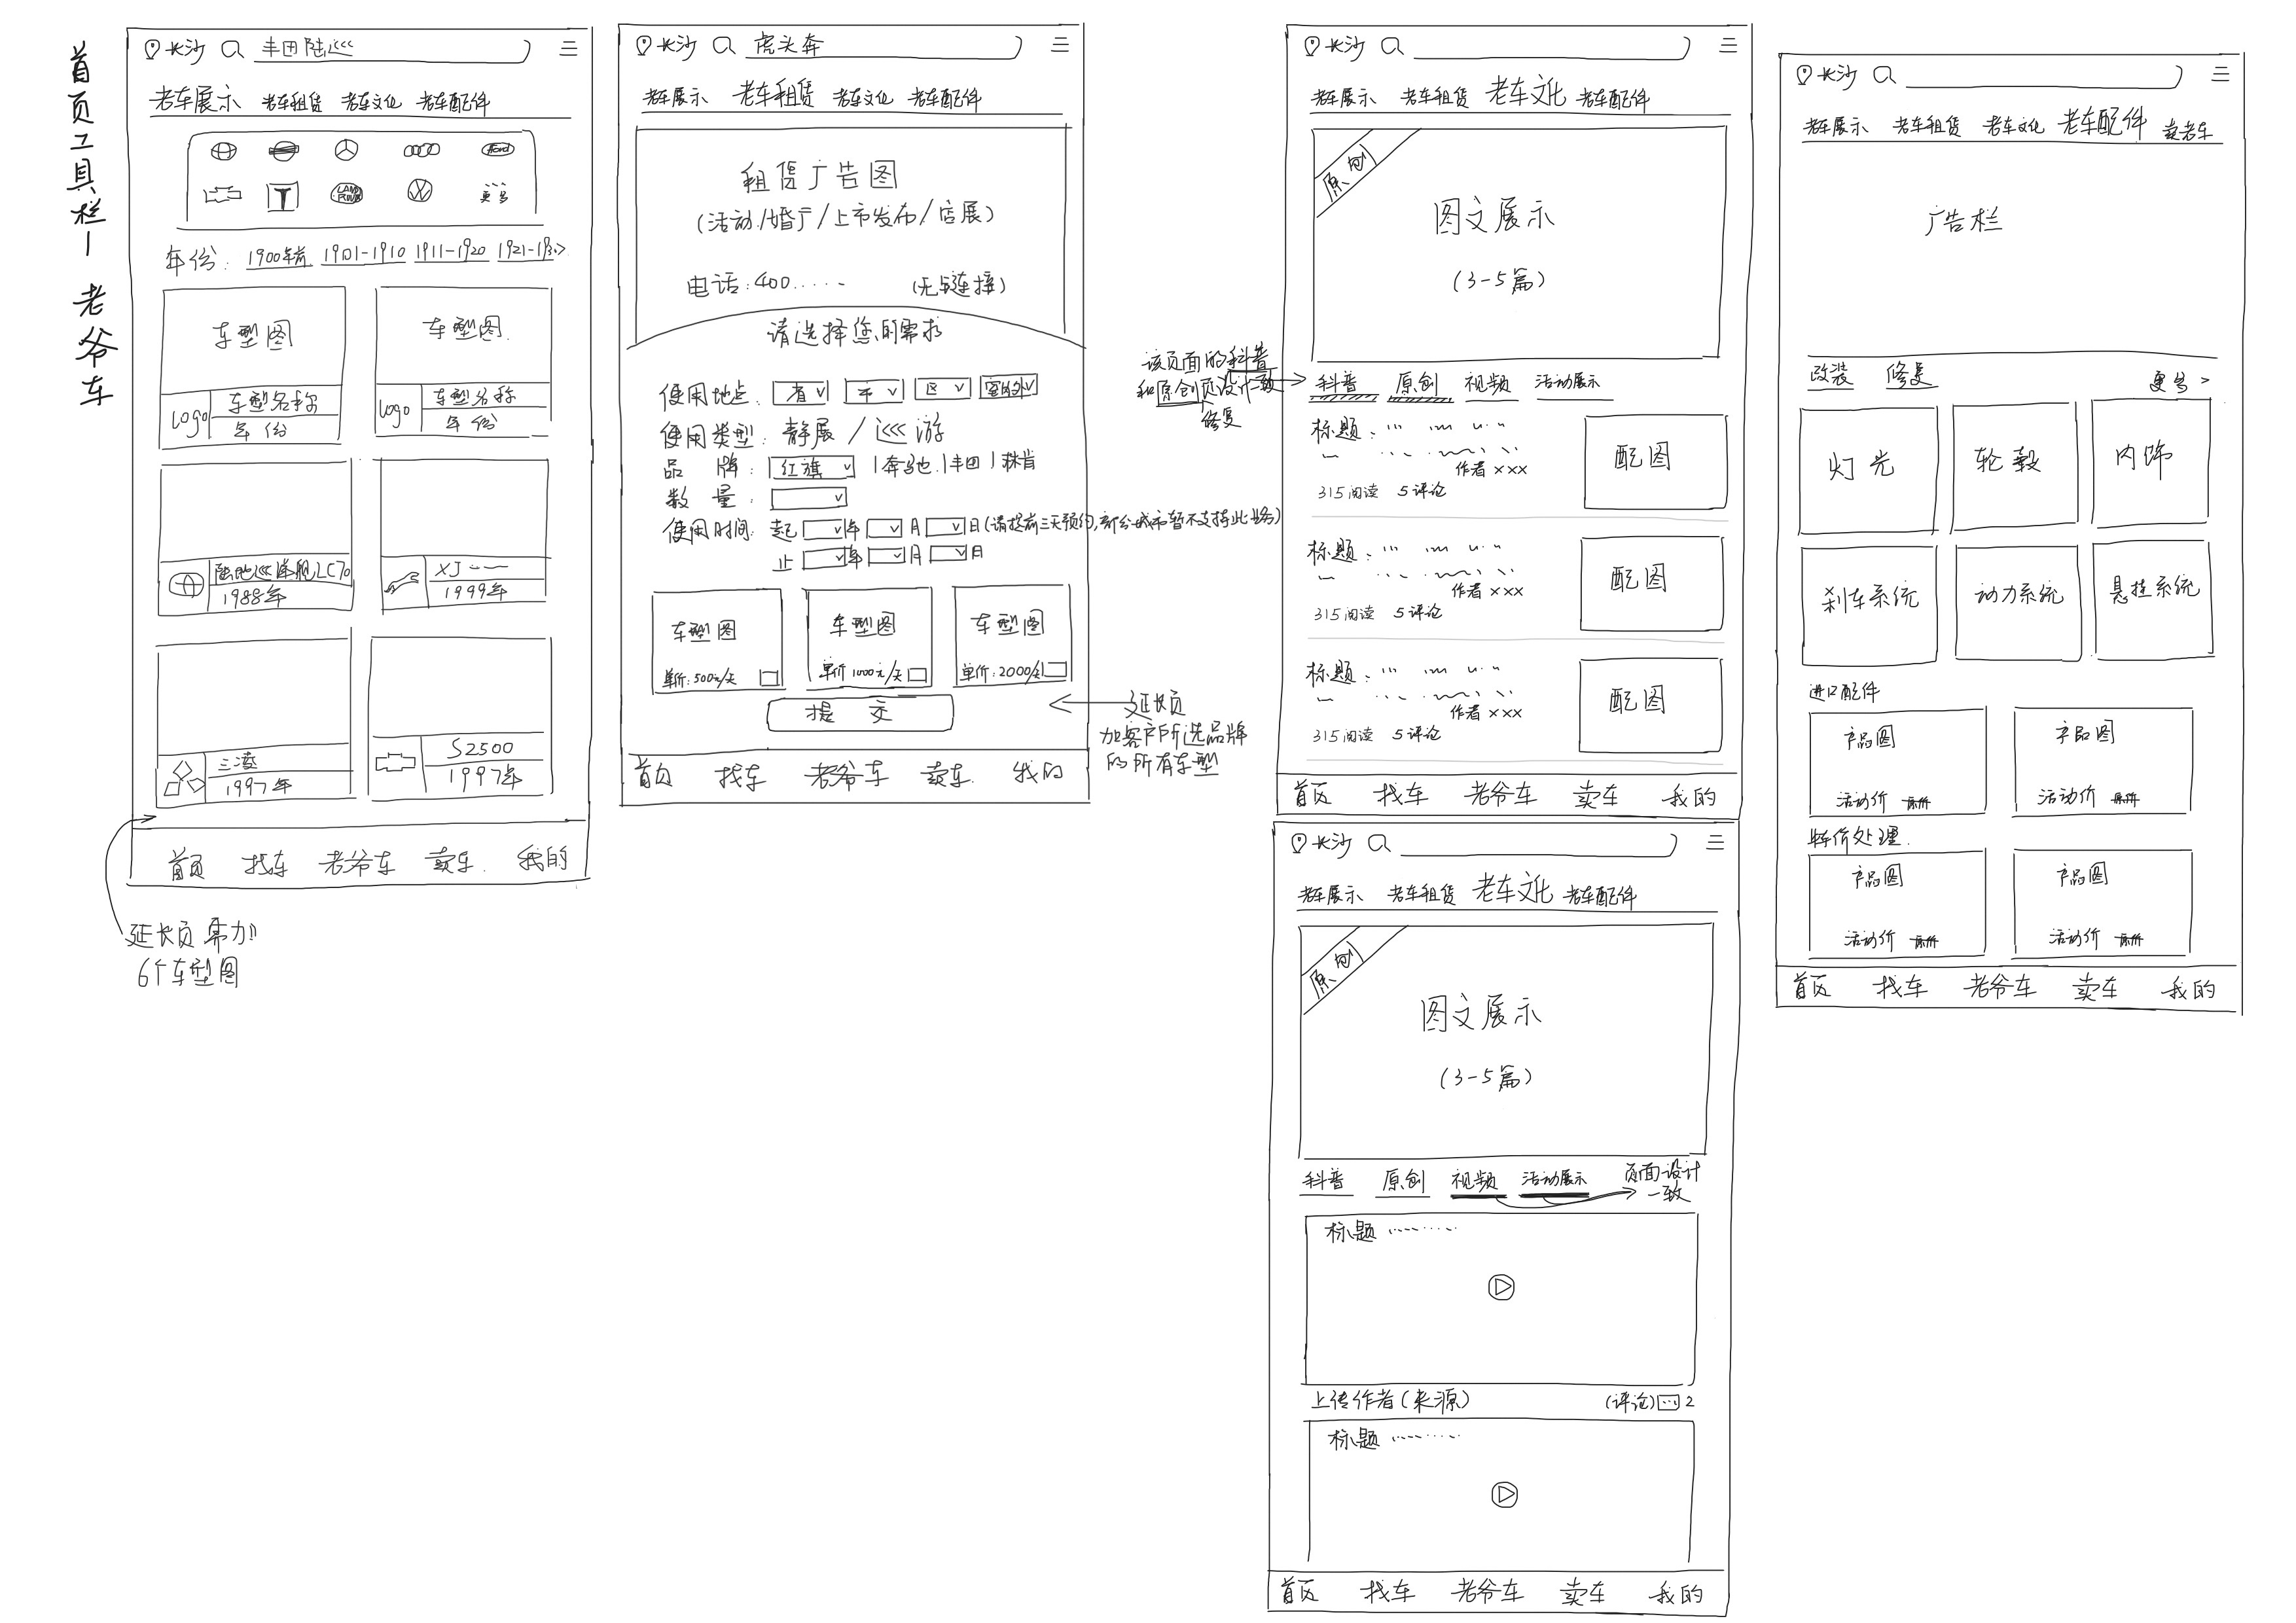 首页工具栏— 老爷车
长沙 丰田陆巡
老车展示 老车租赁 老车文化 老车配件
Ford
LAND ROVER 更多
年份: 1900年前 1901-1910 1911-1920 1921-1930>
车型图 车型图
logo 车型名称 logo 车型名称
年份 年份
陆地巡洋舰LC70 XJ
1988年 1999年
三凌 S2500
1997年 1997年
首页 找车 老爷车 卖车 我的
延长页需加
6个车型图
长沙 虎头奔
老车展示 老车租赁 老车文化 老车配件
租赁广告图
(活动/婚庆/上市发布/店展)
电话:400...... (无链接)
请选择您的需求
使用地点: 省 市 区 室内外
使用类型: 静展/巡游
品牌: 红旗 |奔驰|丰田|林肯
数量:
使用时间: 起 年 月 日(请提前三天预约,部分城市暂不支持此业务)
止 年 月 日
车型图 车型图 车型图
单价:500元/天 单价1000元/天 单价:2000/
提交
首页 找车 老爷车 卖车 我的
延长页
加客户所选品牌
的所有车型
长沙
老车展示 老车租赁 老车文化 老车配件
原创
图文展示
(3-5篇)
该页面的科普
和原创页设计一致
修复
科普 原创 视频 活动展示
标题:
作者×××
315阅读 5评论
配图
标题:
作者×××
315阅读 5评论
配图
标题:
作者×××
315阅读 5评论
配图
首页 找车 老爷车 卖车 我的
长沙
老车展示 老车租赁 老车文化 老车配件
原创
图文展示
(3-5篇)
科普 原创 视频 活动展示 页面设计
一致
标题.........
上传作者(来源) (评论) 2
标题.........
首页 找车 老爷车 卖车 我的
长沙
老车展示 老车租赁 老车文化 老车配件 卖老车
广告栏
改装 修复 更多>
灯光 轮毂 内饰
刹车系统 动力系统 悬挂系统
进口配件
产品图 产品图
活动价 原价 活动价 原价
特价处理
产品图 产品图
活动价 原价 活动价 原价
首页 找车 老爷车 卖车 我的